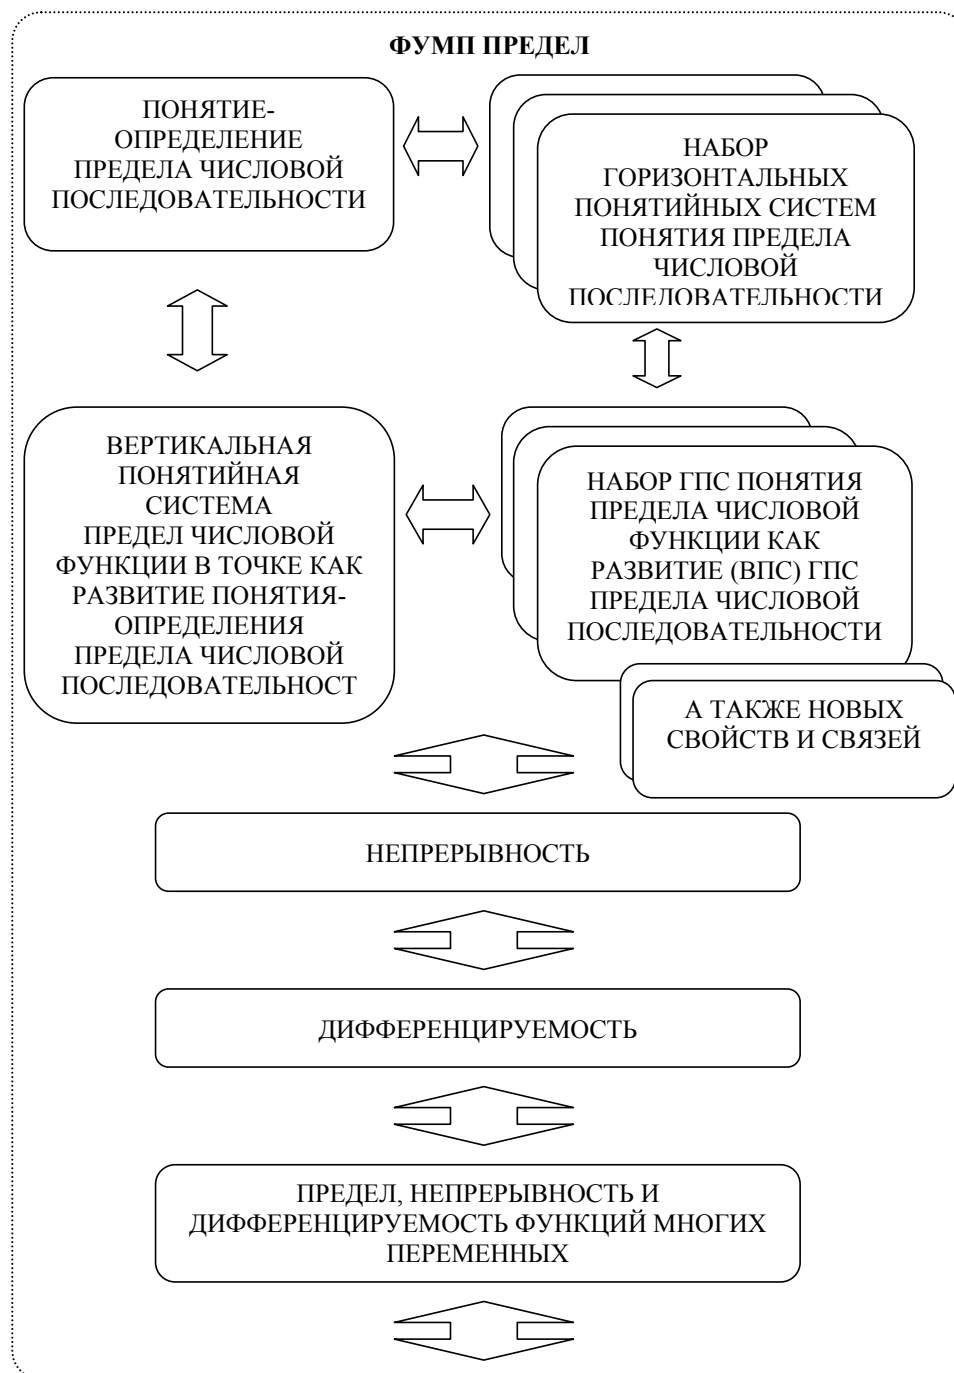 ФУМП ПРЕДЕЛ
ПОНЯТИЕ-
ОПРЕДЕЛЕНИЕ
ПРЕДЕЛА ЧИСЛОВОЙ
ПОСЛЕДОВАТЕЛЬНОСТИ
НАБОР
ГОРИЗОНТАЛЬНЫХ
ПОНЯТИЙНЫХ СИСТЕМ
ПОНЯТИЯ ПРЕДЕЛА
ЧИСЛОВОЙ
ПОСЛЕДОВАТЕЛЬНОСТИ
ВЕРТИКАЛЬНАЯ
ПОНЯТИЙНАЯ
СИСТЕМА
ПРЕДЕЛ ЧИСЛОВОЙ
ФУНКЦИИ В ТОЧКЕ КАК
РАЗВИТИЕ ПОНЯТИЯ-
ОПРЕДЕЛЕНИЯ
ПРЕДЕЛА ЧИСЛОВОЙ
ПОСЛЕДОВАТЕЛЬНОСТ
НАБОР ГПС ПОНЯТИЯ
ПРЕДЕЛА ЧИСЛОВОЙ
ФУНКЦИИ КАК
РАЗВИТИЕ (ВПС) ГПС
ПРЕДЕЛА ЧИСЛОВОЙ
ПОСЛЕДОВАТЕЛЬНОСТИ
А ТАКЖЕ НОВЫХ
СВОЙСТВ И СВЯЗЕЙ
НЕПРЕРЫВНОСТЬ
ДИФФЕРЕНЦИРУЕМОСТЬ
ПРЕДЕЛ, НЕПРЕРЫВНОСТЬ И
ДИФФЕРЕНЦИРУЕМОСТЬ ФУНКЦИЙ МНОГИХ
ПЕРЕМЕННЫХ